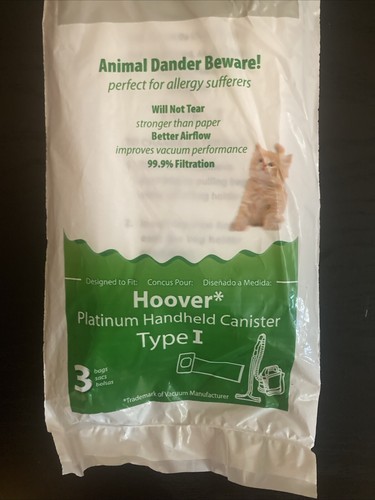 Animal Dander Beware!
perfect for allergy sufferers
Will Not Tear
stronger than paper
Better Airflow
improves vacuum performance
99.9% Filtration
Designed to Fit: Concus Pour: Diseñado a Medida:
Hoover*
Platinum Handheld Canister
Type I
3 bags
sacs
bolsas
*Trademark of Vacuum Manufacturer